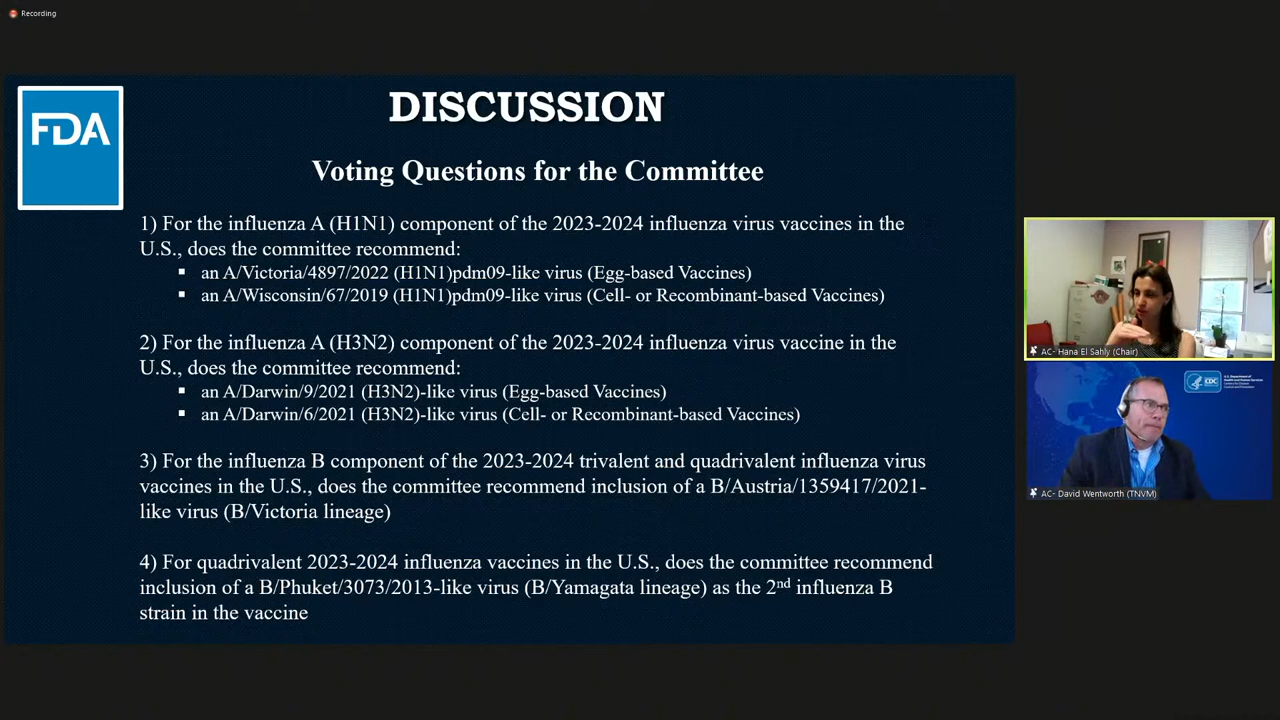 Recording
FDA
DISCUSSION
Voting Questions for the Committee
1) For the influenza A (H1N1) component of the 2023-2024 influenza virus vaccines in the
U.S., does the committee recommend:
▪ an A/Victoria/4897/2022 (H1N1)pdm09-like virus (Egg-based Vaccines)
▪ an A/Wisconsin/67/2019 (H1N1)pdm09-like virus (Cell- or Recombinant-based Vaccines)
2) For the influenza A (H3N2) component of the 2023-2024 influenza virus vaccine in the
U.S., does the committee recommend:
▪ an A/Darwin/9/2021 (H3N2)-like virus (Egg-based Vaccines)
▪ an A/Darwin/6/2021 (H3N2)-like virus (Cell- or Recombinant-based Vaccines)
3) For the influenza B component of the 2023-2024 trivalent and quadrivalent influenza virus
vaccines in the U.S., does the committee recommend inclusion of a B/Austria/1359417/2021-
like virus (B/Victoria lineage)
4) For quadrivalent 2023-2024 influenza vaccines in the U.S., does the committee recommend
inclusion of a B/Phuket/3073/2013-like virus (B/Yamagata lineage) as the 2nd influenza B
strain in the vaccine
AC- Hana El Sahly (Chair)
CDC
AC- David Wentworth (TNVM)